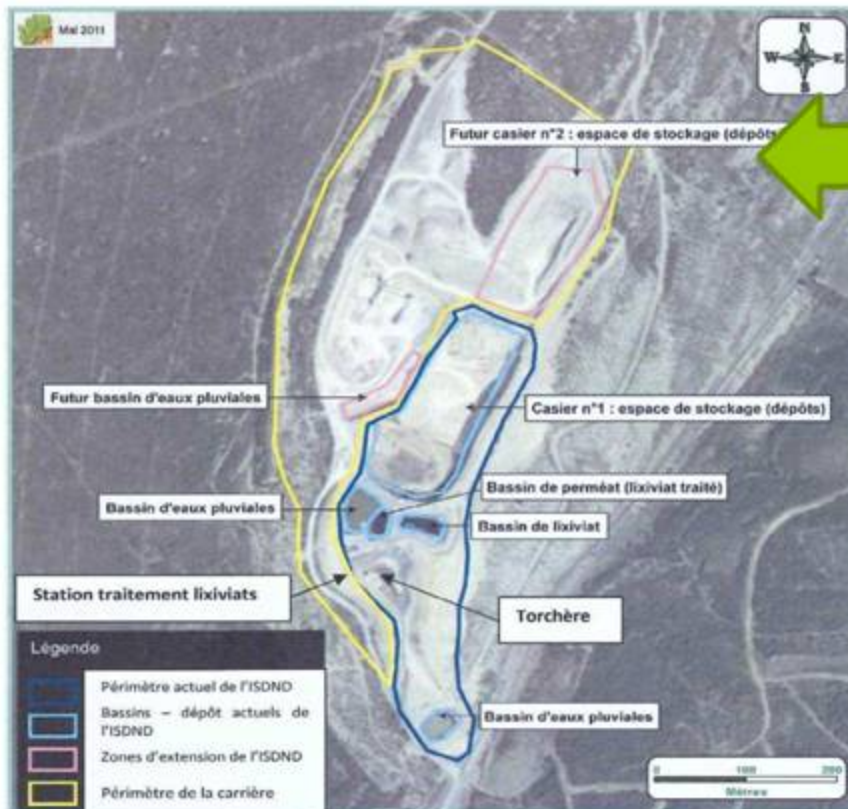 Mai 2011
N
W E
S
Futur casier n°2 : espace de stockage (dépôts
Futur bassin d'eaux pluviales
Casier n°1 : espace de stockage (dépôts)
Bassin de perméat (lixiviat traité)
Bassin d'eaux pluviales
Bassin de lixiviat
Station traitement lixiviats
Torchère
Légende
Périmètre actuel de l'ISDND
Bassins – dépôt actuels de
l'ISDND
Zones d'extension de l'ISDND
Périmètre de la carrière
Bassin d'eaux pluviales
0 100 200
Mètres